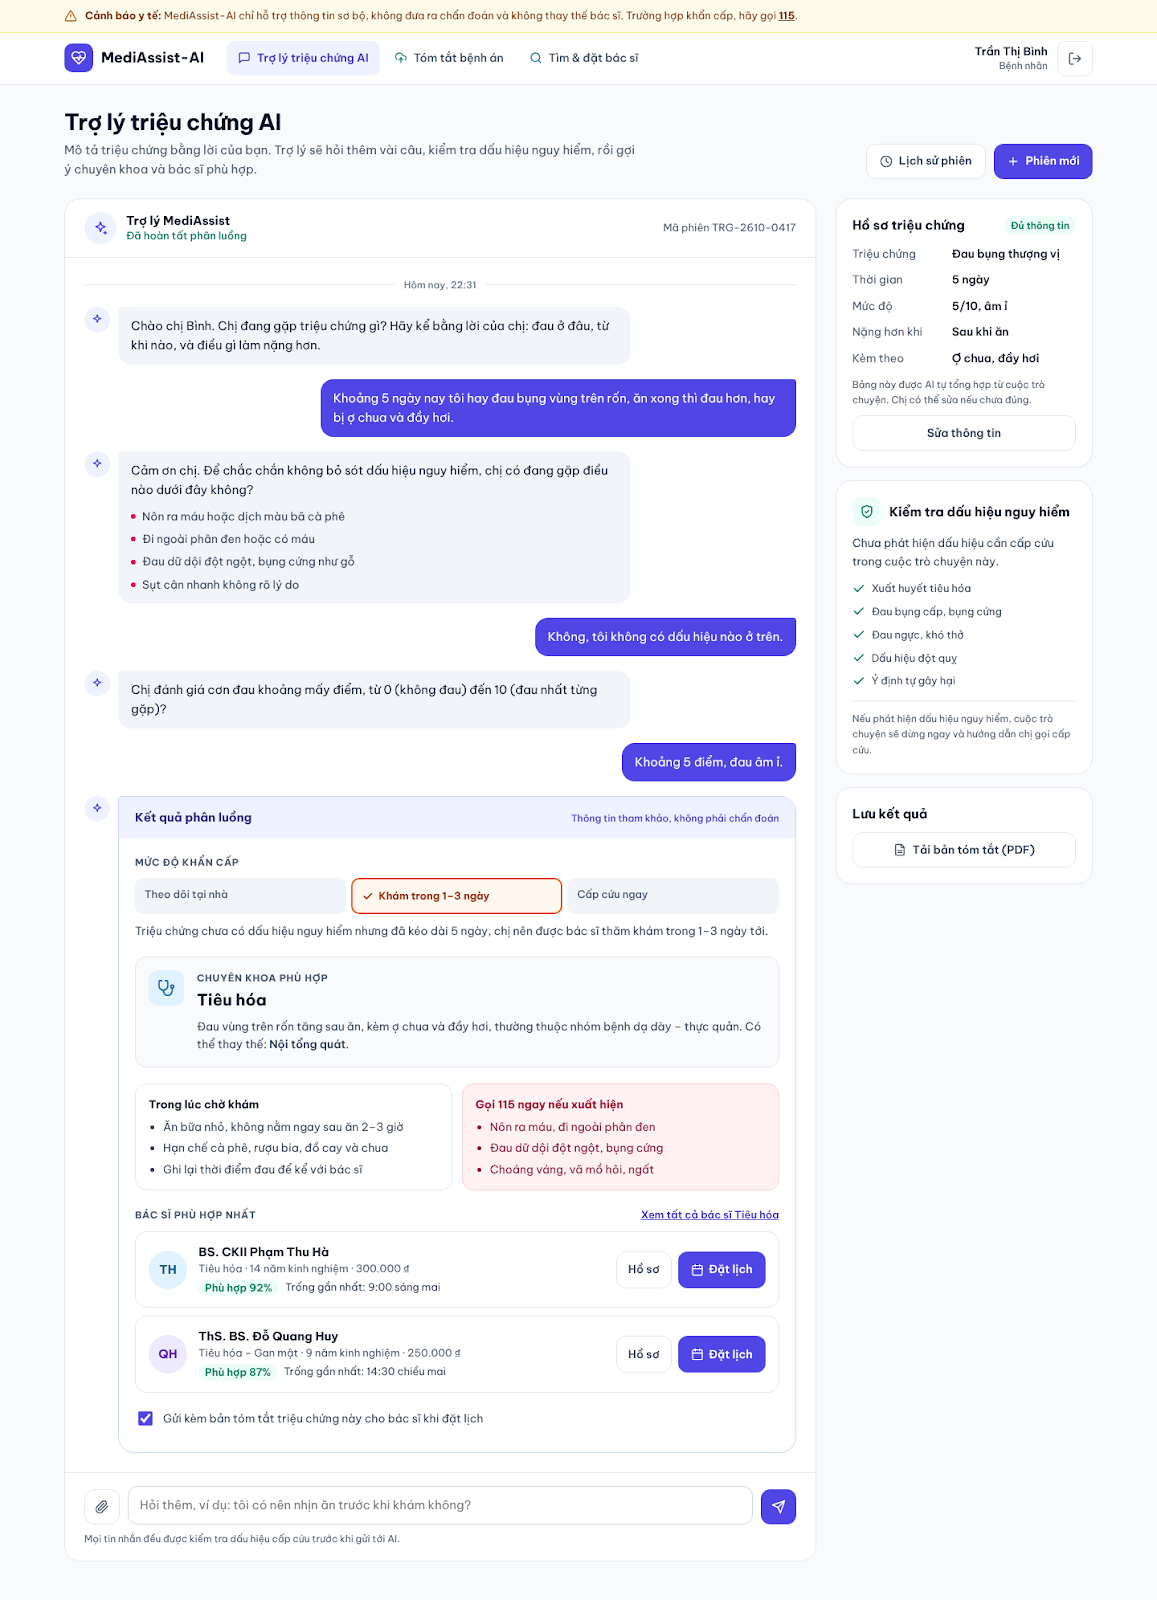 Cảnh báo y tế: MediAssist-AI chỉ hỗ trợ thông tin sơ bộ, không đưa ra chẩn đoán và không thay thế bác sĩ. Trường hợp khẩn cấp, hãy gọi 115.
MediAssist-AI
Trợ lý triệu chứng AI
Tóm tắt bệnh án
Tìm & đặt bác sĩ
Trần Thị Bình
Bệnh nhân
Trợ lý triệu chứng AI
Mô tả triệu chứng bằng lời của bạn. Trợ lý sẽ hỏi thêm vài câu, kiểm tra dấu hiệu nguy hiểm, rồi gợi
ý chuyên khoa và bác sĩ phù hợp.
Lịch sử phiên
Phiên mới
Trợ lý MediAssist
Đã hoàn tất phân luồng
Mã phiên TRG-2610-0417
Hôm nay, 22:31
Chào chị Bình. Chị đang gặp triệu chứng gì? Hãy kể bằng lời của chị: đau ở đâu, từ
khi nào, và điều gì làm nặng hơn.
Khoảng 5 ngày nay tôi hay đau bụng vùng trên rốn, ăn xong thì đau hơn, hay
bị ợ chua và đầy hơi.
Cảm ơn chị. Để chắc chắn không bỏ sót dấu hiệu nguy hiểm, chị có đang gặp điều
nào dưới đây không?
Nôn ra máu hoặc dịch màu bã cà phê
Đi ngoài phân đen hoặc có máu
Đau dữ dội đột ngột, bụng cứng như gỗ
Sụt cân nhanh không rõ lý do
Không, tôi không có dấu hiệu nào ở trên.
Chị đánh giá cơn đau khoảng mấy điểm, từ 0 (không đau) đến 10 (đau nhất từng
gặp)?
Khoảng 5 điểm, đau âm ỉ.
Kết quả phân luồng
Thông tin tham khảo, không phải chẩn đoán
MỨC ĐỘ KHẨN CẤP
Theo dõi tại nhà
Khám trong 1–3 ngày
Cấp cứu ngay
Triệu chứng chưa có dấu hiệu nguy hiểm nhưng đã kéo dài 5 ngày, chị nên được bác sĩ thăm khám trong 1–3 ngày tới.
CHUYÊN KHOA PHÙ HỢP
Tiêu hóa
Đau vùng trên rốn tăng sau ăn, kèm ợ chua và đầy hơi, thường thuộc nhóm bệnh dạ dày – thực quản. Có
thể thay thế: Nội tổng quát.
Trong lúc chờ khám
Ăn bữa nhỏ, không nằm ngay sau ăn 2–3 giờ
Hạn chế cà phê, rượu bia, đồ cay và chua
Ghi lại thời điểm đau để kể với bác sĩ
Gọi 115 ngay nếu xuất hiện
Nôn ra máu, đi ngoài phân đen
Đau dữ dội đột ngột, bụng cứng
Choáng váng, vã mồ hôi, ngất
BÁC SĨ PHÙ HỢP NHẤT
Xem tất cả bác sĩ Tiêu hóa
TH
BS. CKII Phạm Thu Hà
Tiêu hóa · 14 năm kinh nghiệm · 300.000 đ
Phù hợp 92%
Trống gần nhất: 9:00 sáng mai
Hồ sơ
Đặt lịch
QH
ThS. BS. Đỗ Quang Huy
Tiêu hóa – Gan mật · 9 năm kinh nghiệm · 250.000 đ
Phù hợp 87%
Trống gần nhất: 14:30 chiều mai
Hồ sơ
Đặt lịch
Gửi kèm bản tóm tắt triệu chứng này cho bác sĩ khi đặt lịch
Hỏi thêm, ví dụ: tôi có nên nhịn ăn trước khi khám không?
Mọi tin nhắn đều được kiểm tra dấu hiệu cấp cứu trước khi gửi tới AI.
Hồ sơ triệu chứng
Đủ thông tin
Triệu chứng
Đau bụng thượng vị
Thời gian
5 ngày
Mức độ
5/10, âm ỉ
Nặng hơn khi
Sau khi ăn
Kèm theo
Ợ chua, đầy hơi
Bảng này được AI tự tổng hợp từ cuộc trò
chuyện. Chị có thể sửa nếu chưa đúng.
Sửa thông tin
Kiểm tra dấu hiệu nguy hiểm
Chưa phát hiện dấu hiệu cần cấp cứu
trong cuộc trò chuyện này.
Xuất huyết tiêu hóa
Đau bụng cấp, bụng cứng
Đau ngực, khó thở
Dấu hiệu đột quỵ
Ý định tự gây hại
Nếu phát hiện dấu hiệu nguy hiểm, cuộc trò
chuyện sẽ dừng ngay và hướng dẫn chị gọi cấp
cứu.
Lưu kết quả
Tải bản tóm tắt (PDF)